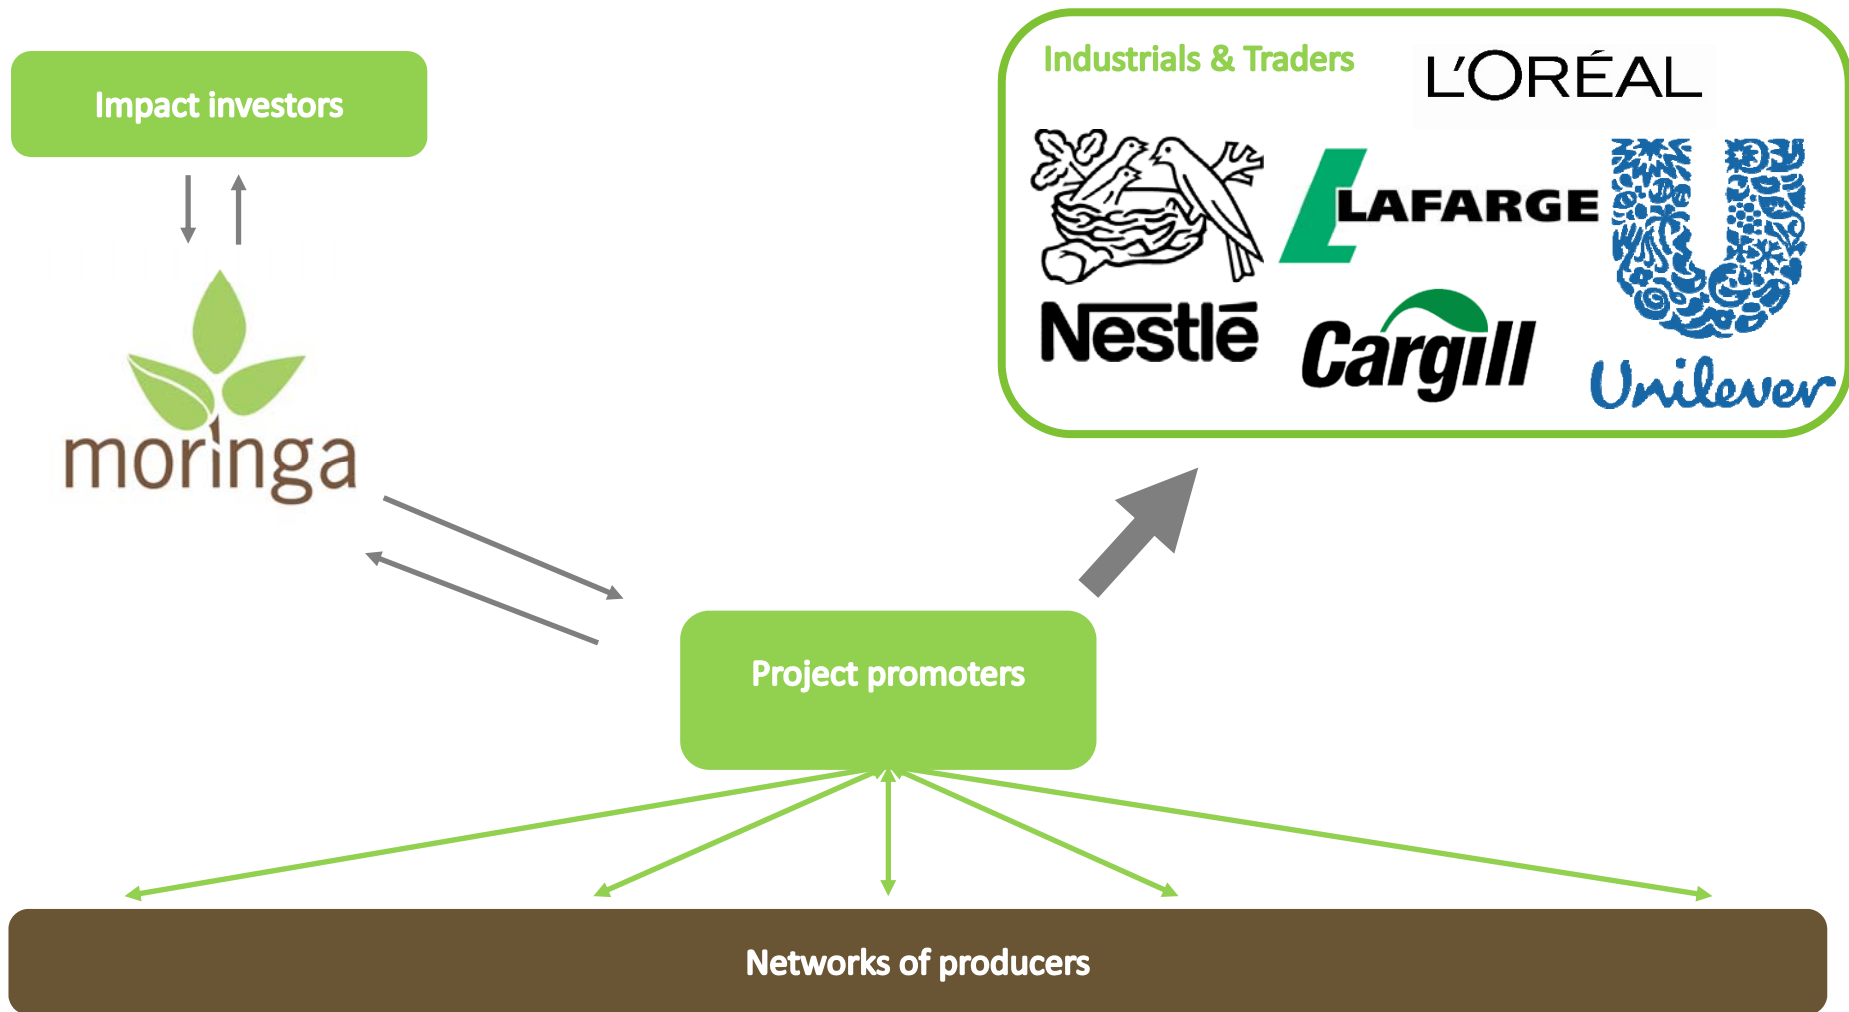 Impact investors
Industrials & Traders
L'ORÉAL
LAFARGE
Nestlé
Cargill
Unilever
moringa
Project promoters
Networks of producers